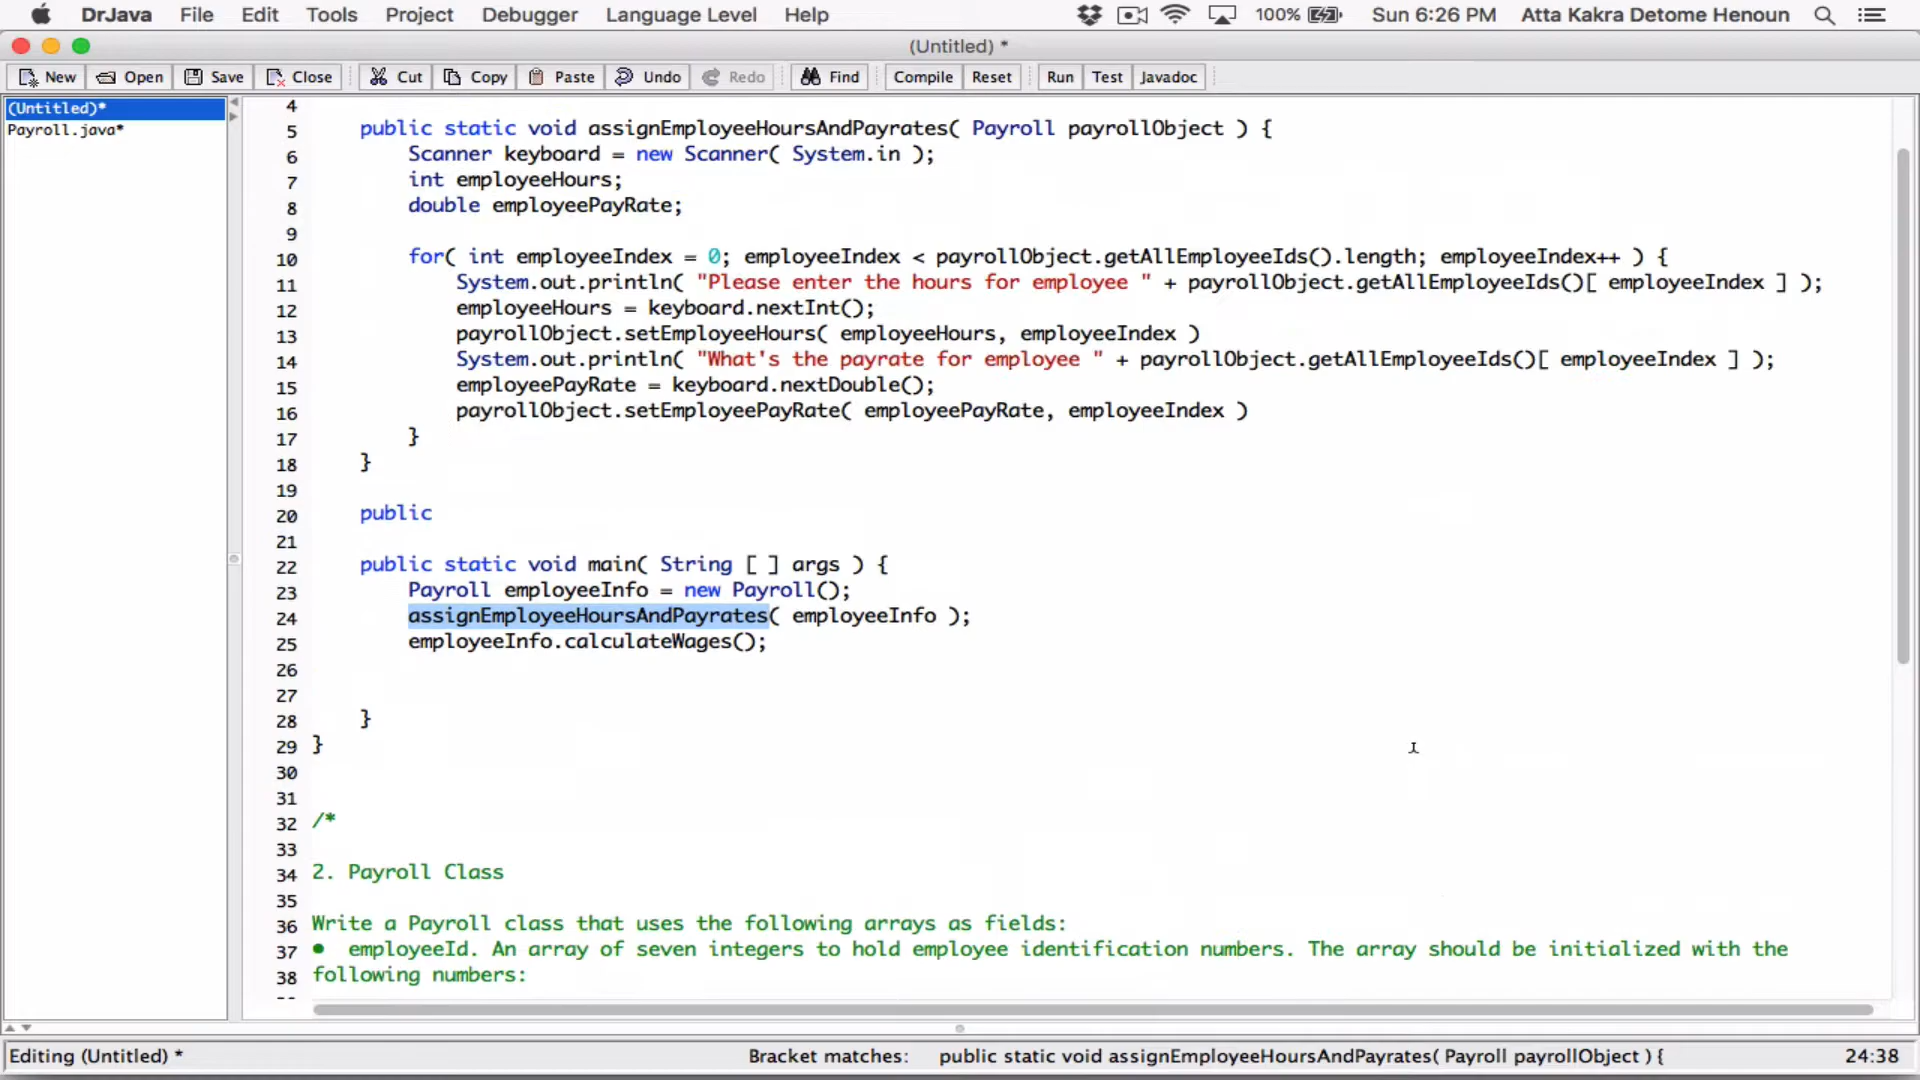 DrJava File Edit Tools Project Debugger Language Level Help 100% Sun 6:26 PM Atta Kakra Detome Henoun
(Untitled) *
New Open Save Close Cut Copy Paste Undo Redo Find Compile Reset Run Test Javadoc
(Untitled)*
Payroll.java*
4
5 public static void assignEmployeeHoursAndPayrates( Payroll payrollObject ) {
6 Scanner keyboard = new Scanner( System.in );
7 int employeeHours;
8 double employeePayRate;
9
10 for( int employeeIndex = 0; employeeIndex < payrollObject.getAllEmployeeIds().length; employeeIndex++ ) {
11 System.out.println( "Please enter the hours for employee " + payrollObject.getAllEmployeeIds()[ employeeIndex ] );
12 employeeHours = keyboard.nextInt();
13 payrollObject.setEmployeeHours( employeeHours, employeeIndex )
14 System.out.println( "What's the payrate for employee " + payrollObject.getAllEmployeeIds()[ employeeIndex ] );
15 employeePayRate = keyboard.nextDouble();
16 payrollObject.setEmployeePayRate( employeePayRate, employeeIndex )
17 }
18 }
19
20 public
21
22 public static void main( String [ ] args ) {
23 Payroll employeeInfo = new Payroll();
24 assignEmployeeHoursAndPayrates( employeeInfo );
25 employeeInfo.calculateWages();
26
27
28 }
29 }
30
31
32 /*
33
34 2. Payroll Class
35
36 Write a Payroll class that uses the following arrays as fields:
37 ● employeeId. An array of seven integers to hold employee identification numbers. The array should be initialized with the
38 following numbers:
Editing (Untitled) * Bracket matches: public static void assignEmployeeHoursAndPayrates( Payroll payrollObject ) { 24:38